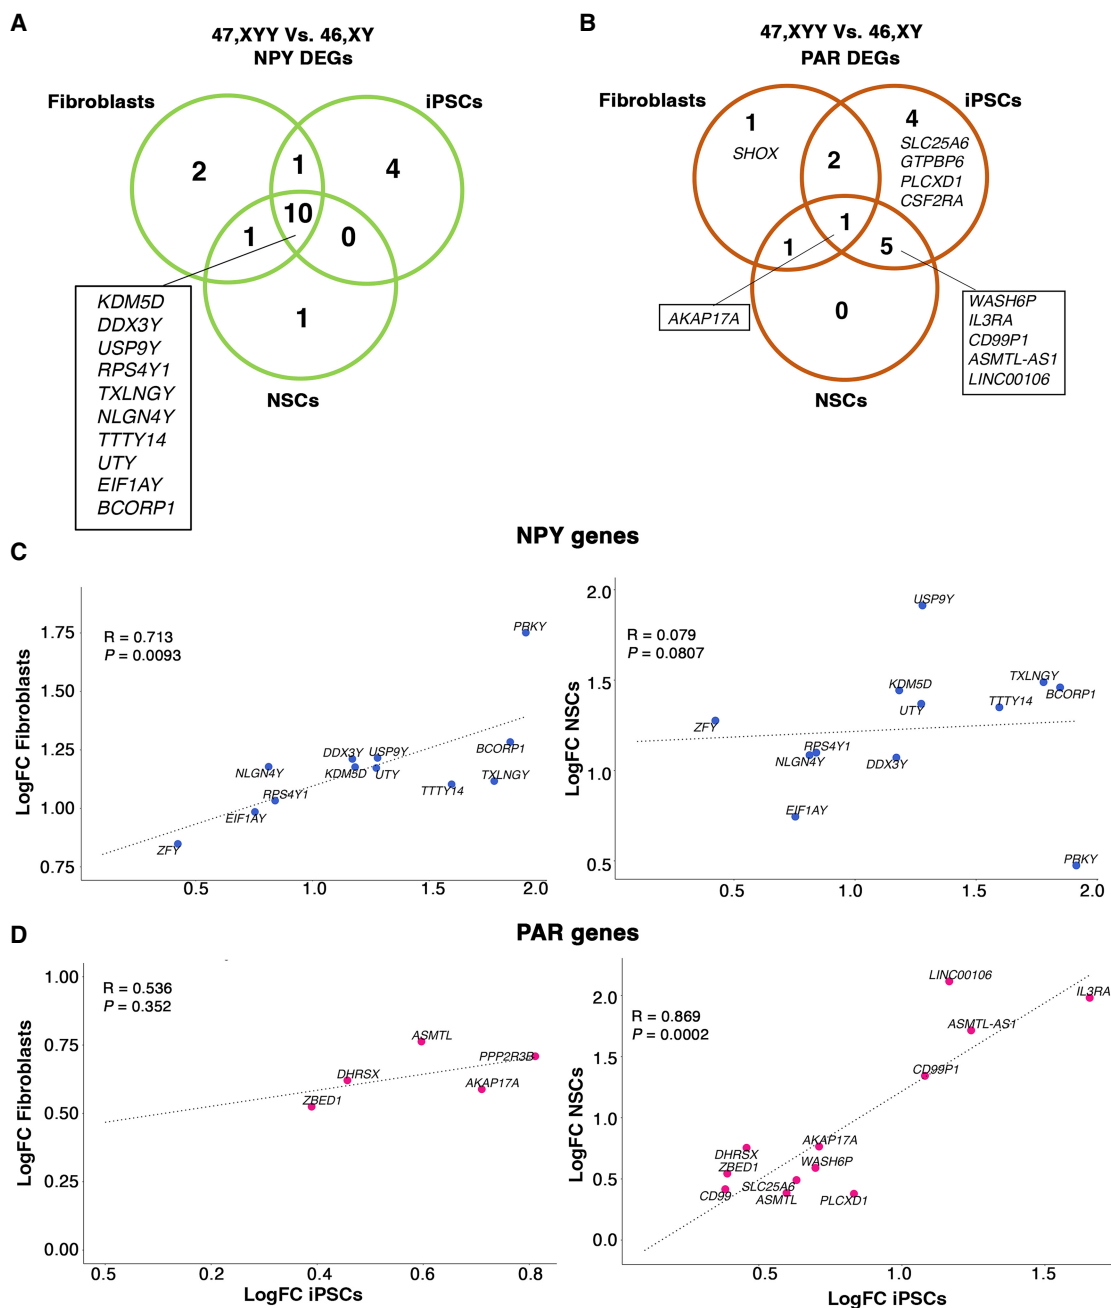 A
47,XYY Vs. 46,XY
NPY DEGs
Fibroblasts
iPSCs
2
1
4
10
1
0
1
NSCs
KDM5D
DDX3Y
USP9Y
RPS4Y1
TXLNGY
NLGN4Y
TTTY14
UTY
EIF1AY
BCORP1
B
47,XYY Vs. 46,XY
PAR DEGs
Fibroblasts
iPSCs
1
SHOX
2
4
SLC25A6
GTPBP6
PLCXD1
CSF2RA
1
1
5
0
AKAP17A
WASH6P
IL3RA
CD99P1
ASMTL-AS1
LINC00106
NSCs
C
NPY genes
LogFC Fibroblasts
1.75
1.50
1.25
1.00
0.75
R = 0.713
P = 0.0093
PRKY
BCORP1
DDX3Y
USP9Y
KDM5D
UTY
NLGN4Y
TXLNGY
TTTY14
RPS4Y1
EIF1AY
ZFY
0.5
1.0
1.5
2.0
LogFC NSCs
2.0
1.5
1.0
0.5
R = 0.079
P = 0.0807
USP9Y
TXLNGY
KDM5D
BCORP1
TTTY14
UTY
ZFY
RPS4Y1
NLGN4Y
DDX3Y
EIF1AY
PRKY
0.5
1.0
1.5
2.0
D
PAR genes
LogFC Fibroblasts
1.00
0.75
0.50
0.25
0.00
R = 0.536
P = 0.352
ASMTL
PPP2R3B
DHRSX
AKAP17A
ZBED1
0.5
0.2
0.4
0.6
0.8
LogFC iPSCs
LogFC NSCs
2.0
1.5
1.0
0.5
0.0
R = 0.869
P = 0.0002
LINC00106
IL3RA
ASMTL-AS1
CD99P1
AKAP17A
DHRSX
WASH6P
ZBED1
SLC25A6
CD99
ASMTL
PLCXD1
0.5
1.0
1.5
LogFC iPSCs